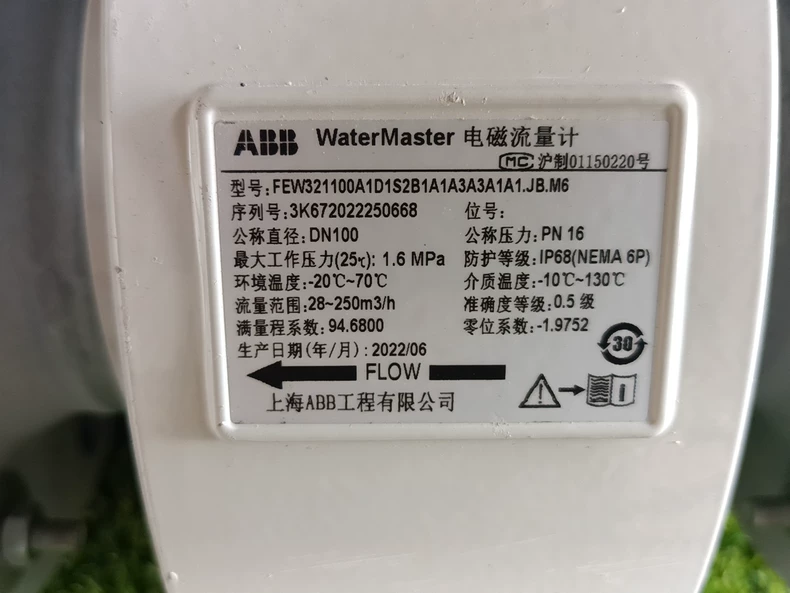 ABB WaterMaster 电磁流量计
MC 沪制01150220号
型号:FEW321100A1D1S2B1A1A3A3A1A1.JB.M6
序列号:3K672022250668 位号:
公称直径:DN100 公称压力:PN 16
最大工作压力(25℃): 1.6 MPa 防护等级:IP68(NEMA 6P)
环境温度:-20℃~70℃ 介质温度:-10℃~130℃
流量范围:28~250m3/h 准确度等级:0.5 级
满量程系数:94.6800 零位系数:-1.9752
生产日期(年/月):2022/06
30
FLOW
上海ABB工程有限公司